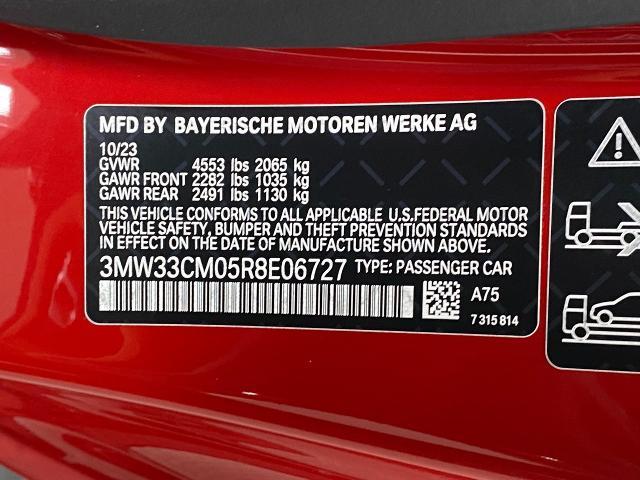 MFD BY BAYERISCHE MOTOREN WERKE AG
10/23
GVWR 4553 lbs 2065 kg
GAWR FRONT 2282 lbs 1035 kg
GAWR REAR 2491 lbs 1130 kg
THIS VEHICLE CONFORMS TO ALL APPLICABLE U.S.FEDERAL MOTOR
VEHICLE SAFETY, BUMPER AND THEFT PREVENTION STANDARDS
IN EFFECT ON THE DATE OF MANUFACTURE SHOWN ABOVE.
3MW33CM05R8E06727 TYPE: PASSENGER CAR
A75
7 315 814